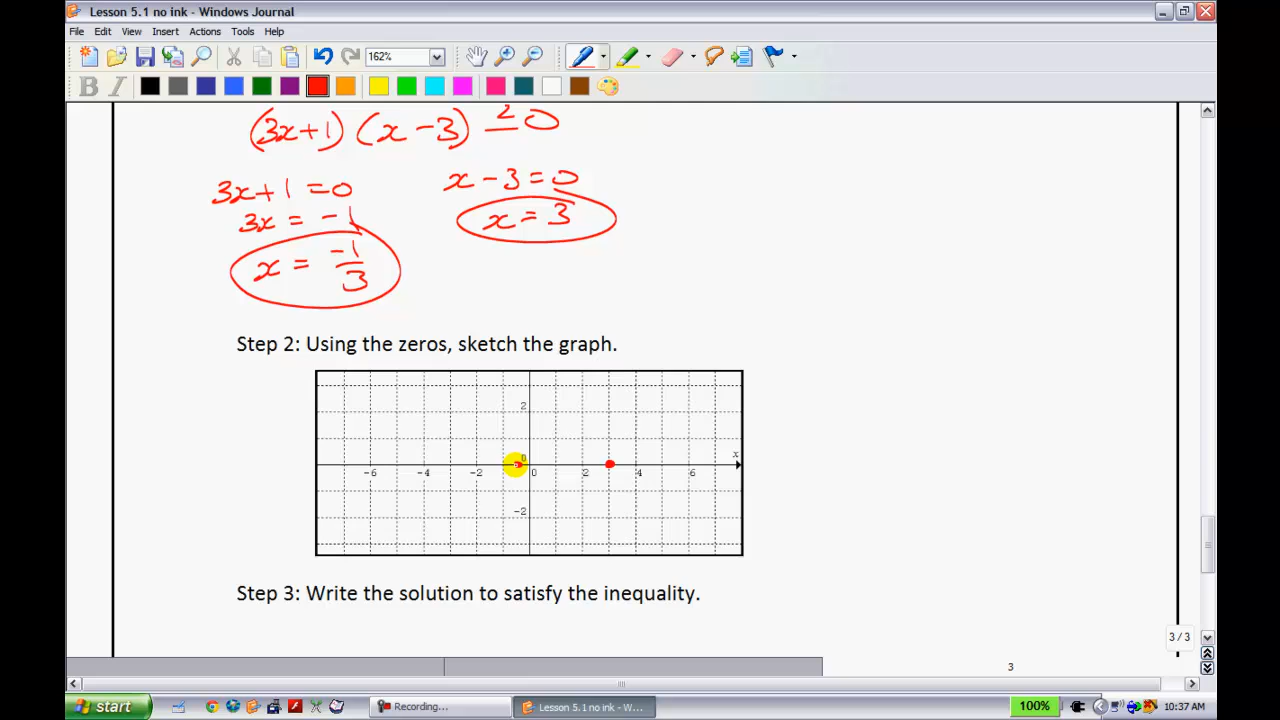 Lesson 5.1 no ink - Windows Journal
File Edit View Insert Actions Tools Help
162%
B I
(3x+1) (x-3) ≥ 0
3x+1=0
x-3=0
3x = -1
x = 3
x = -1/3
Step 2: Using the zeros, sketch the graph.
2
x
0
-6 -4 -2 0 2 4 6
-2
Step 3: Write the solution to satisfy the inequality.
3 / 3
3
start
Recording...
Lesson 5.1 no ink - W...
100%
10:37 AM